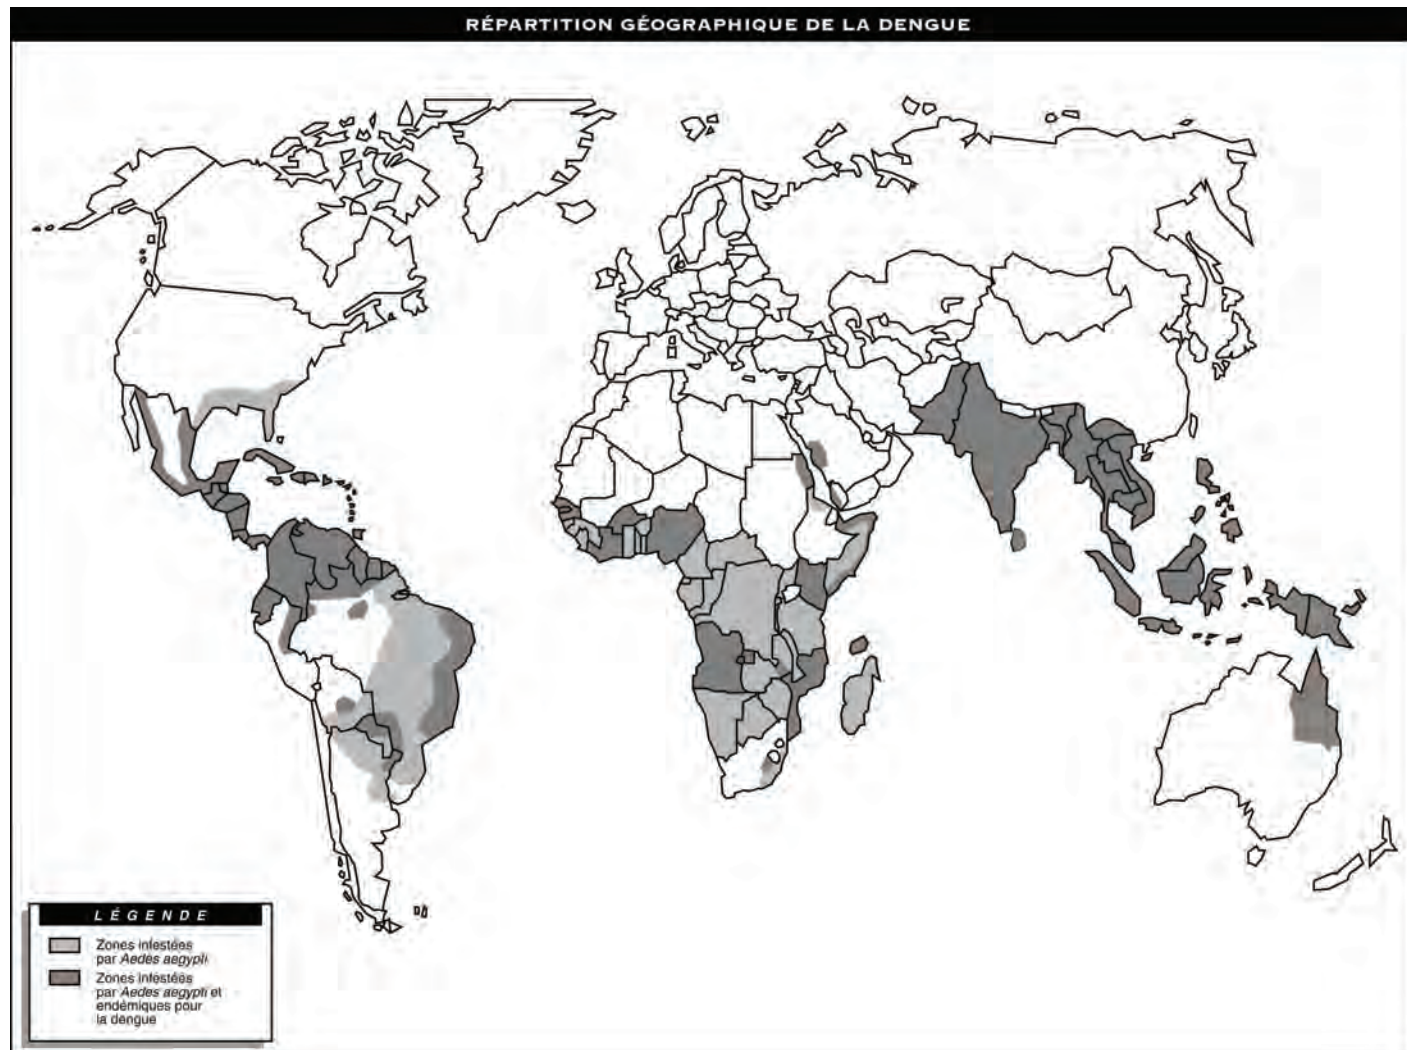 RÉPARTITION GÉOGRAPHIQUE DE LA DENGUE
LÉGENDE
Zones infestées
par Aedes aegypti
Zones infestées
par Aedes aegypti et
endémiques pour
la dengue